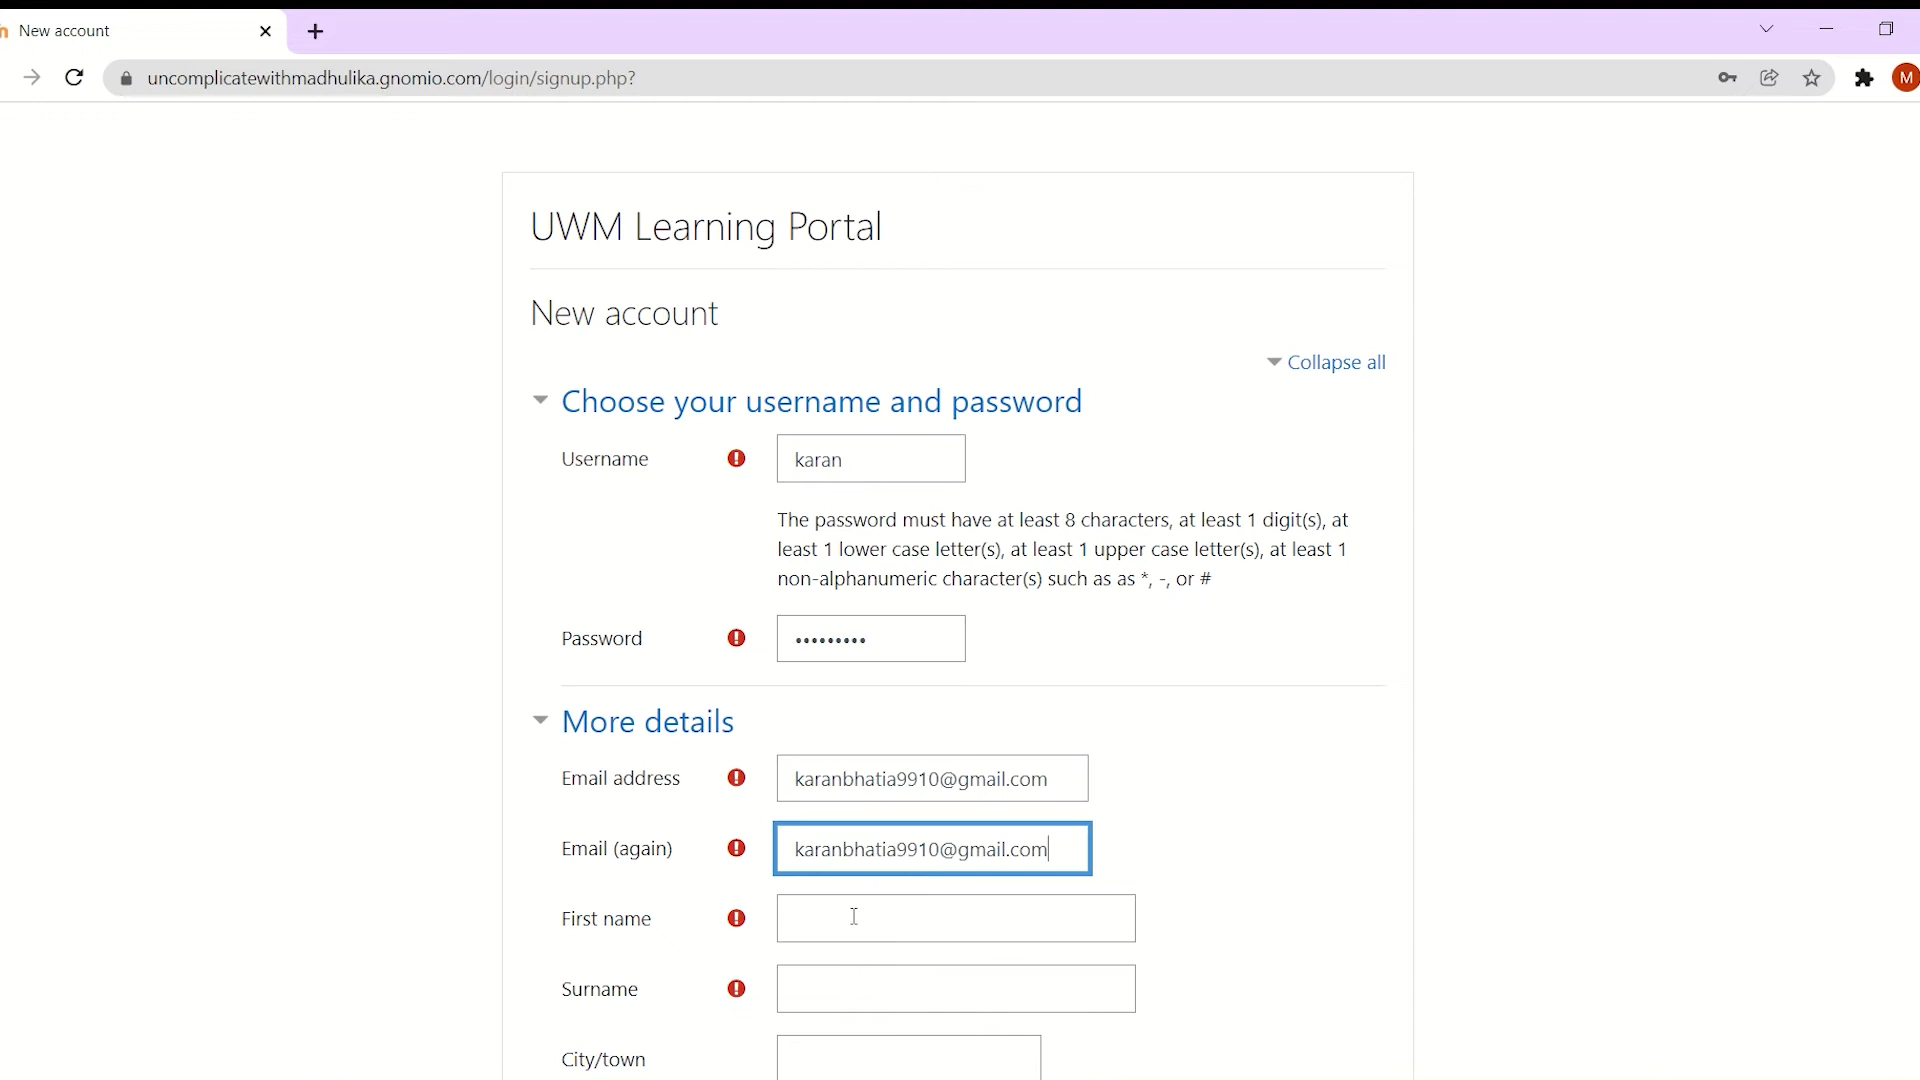 New account
uncomplicatewithmadhulika.gnomio.com/login/signup.php?
M
UWM Learning Portal
New account
Collapse all
Choose your username and password
Username
karan
The password must have at least 8 characters, at least 1 digit(s), at
least 1 lower case letter(s), at least 1 upper case letter(s), at least 1
non-alphanumeric character(s) such as as *, -, or #
Password
•••••••••
More details
Email address
karanbhatia9910@gmail.com
Email (again)
karanbhatia9910@gmail.com
First name
Surname
City/town